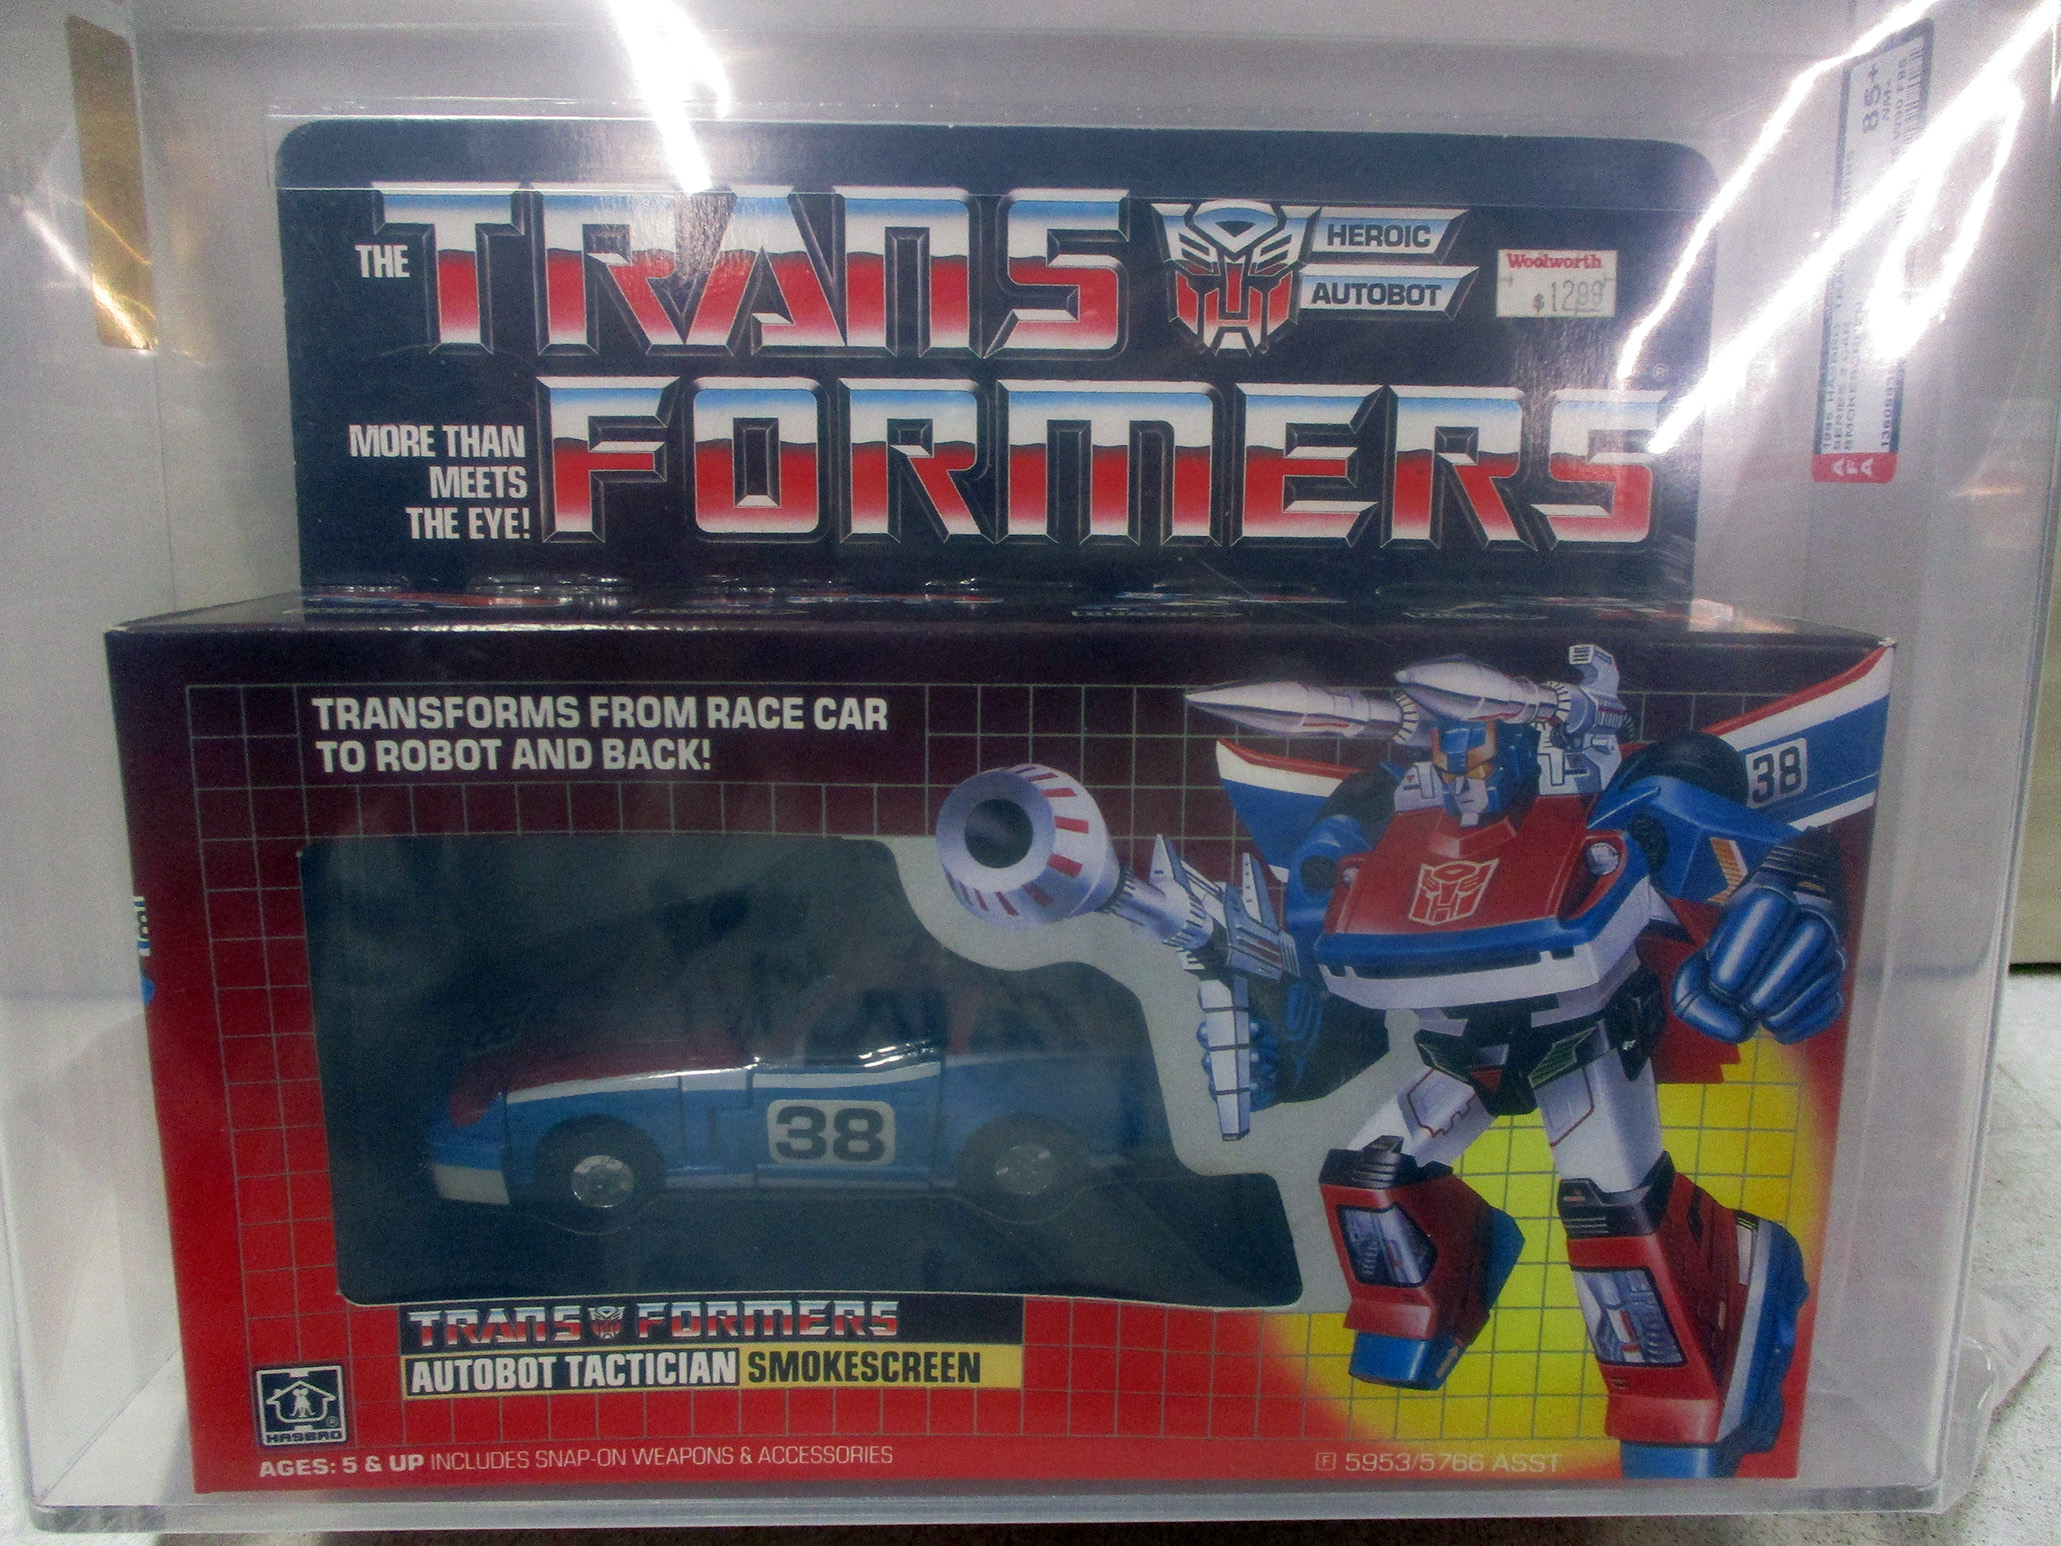 THE TRANS
HEROIC
AUTOBOT
Woolworth
$12.99
MORE THAN
MEETS
THE EYE!
FORMERS
®
85+
NM+
AFA
TRANSFORMS FROM RACE CAR
TO ROBOT AND BACK!
38
38
TRANSFORMERS
AUTOBOT TACTICIAN SMOKESCREEN
HASBRO
®
AGES: 5 & UP INCLUDES SNAP-ON WEAPONS & ACCESSORIES
F 5953/5766 ASST.